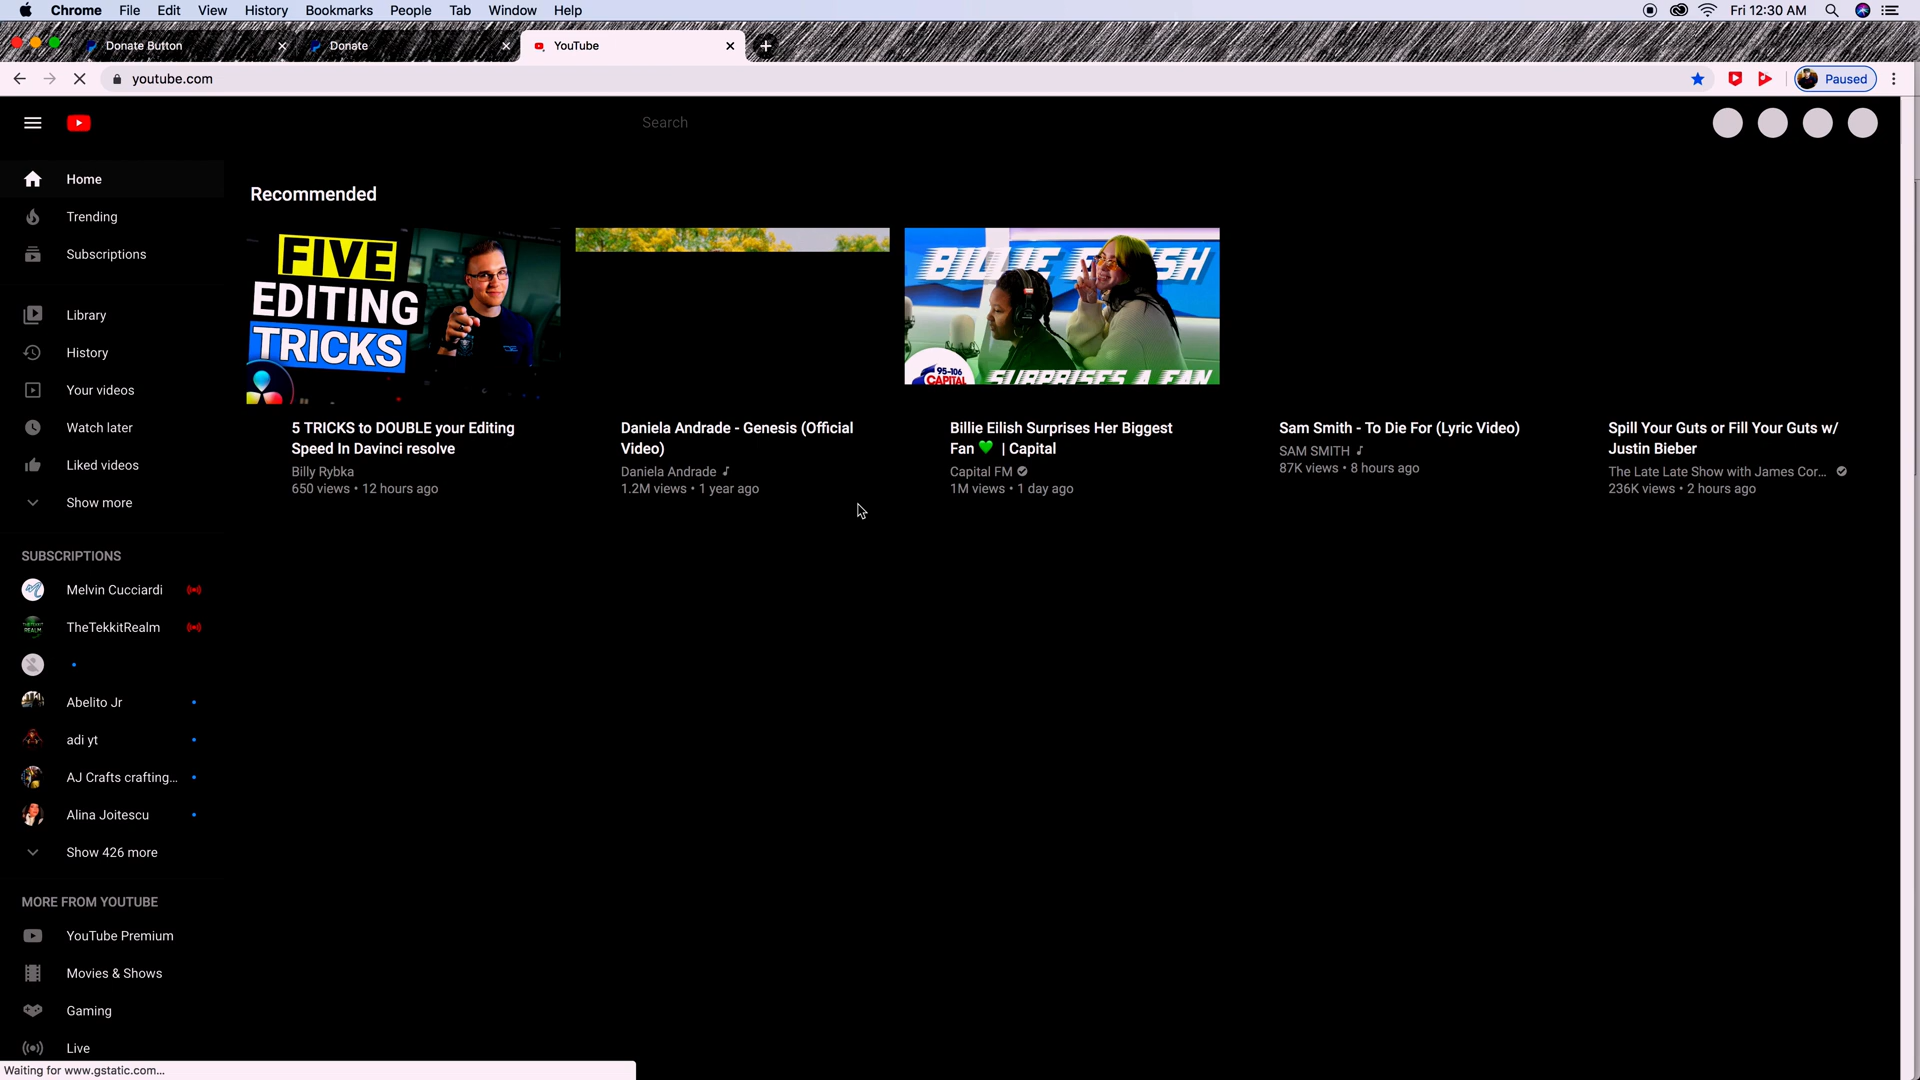 Chrome File Edit View History Bookmarks People Tab Window Help Fri 12:30 AM
Donate Button Donate YouTube
youtube.com Paused
Search
Home
Trending
Subscriptions
Library
History
Your videos
Watch later
Liked videos
Show more
SUBSCRIPTIONS
Melvin Cucciardi
TheTekkitRealm
Abelito Jr
adi yt
AJ Crafts crafting...
Alina Joitescu
Show 426 more
MORE FROM YOUTUBE
YouTube Premium
Movies & Shows
Gaming
Live
Recommended
FIVE
EDITING
TRICKS
5 TRICKS to DOUBLE your Editing
Speed In Davinci resolve
Billy Rybka
650 views • 12 hours ago
Daniela Andrade - Genesis (Official
Video)
Daniela Andrade
1.2M views • 1 year ago
BILLIE EILISH
95-106
CAPITAL
SURPRISES A FAN
Billie Eilish Surprises Her Biggest
Fan 💚 | Capital
Capital FM
1M views • 1 day ago
Sam Smith - To Die For (Lyric Video)
SAM SMITH
87K views • 8 hours ago
Spill Your Guts or Fill Your Guts w/
Justin Bieber
The Late Late Show with James Cor...
236K views • 2 hours ago
Waiting for www.gstatic.com...